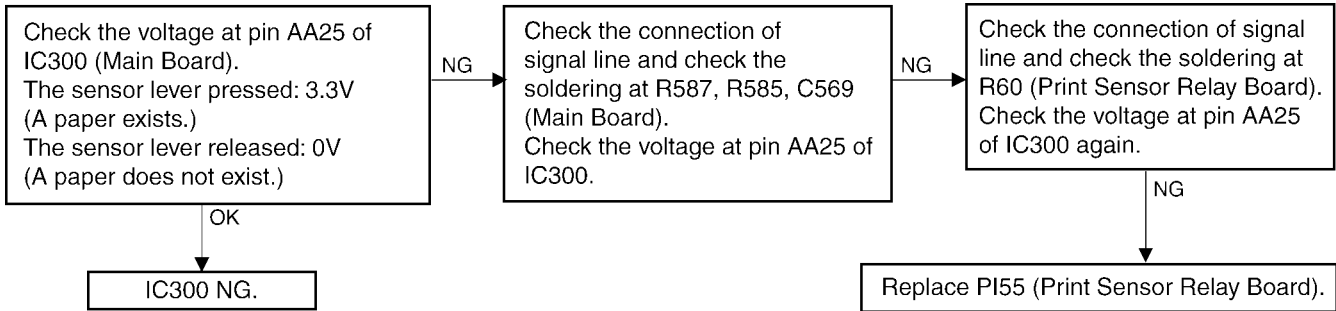 Check the voltage at pin AA25 of
IC300 (Main Board).
The sensor lever pressed: 3.3V
(A paper exists.)
The sensor lever released: 0V
(A paper does not exist.)
NG
Check the connection of
signal line and check the
soldering at R587, R585, C569
(Main Board).
Check the voltage at pin AA25 of
IC300.
NG
Check the connection of signal
line and check the soldering at
R60 (Print Sensor Relay Board).
Check the voltage at pin AA25
of IC300 again.
OK
NG
IC300 NG.
Replace PI55 (Print Sensor Relay Board).